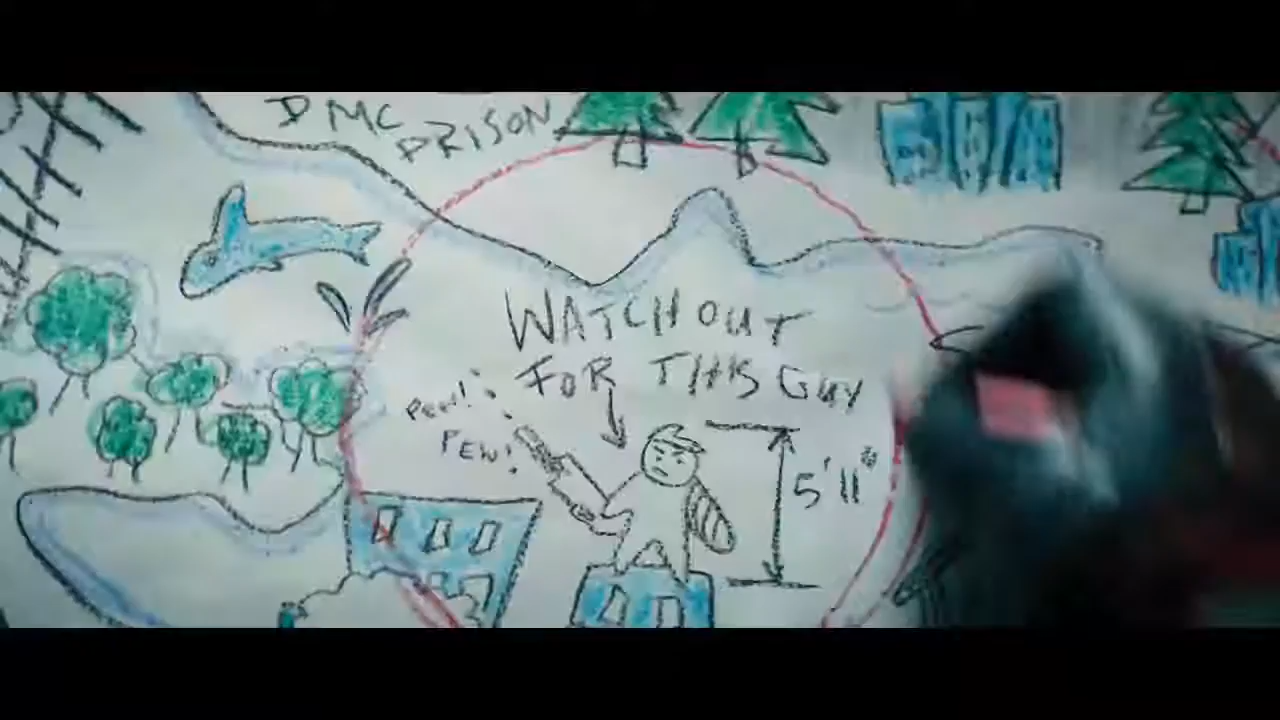 DMC
PRISON
WATCH OUT
FOR THIS GUY
PEW!
PEW!
5'11"